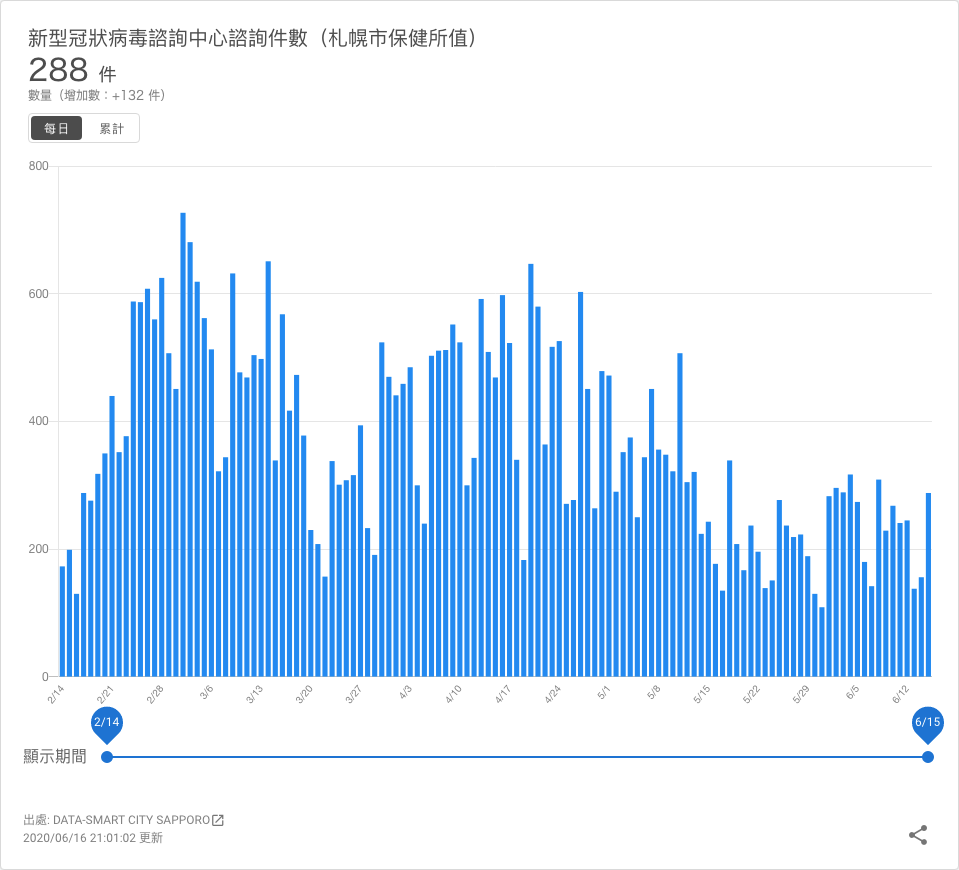 新型冠狀病毒諮詢中心諮詢件數（札幌市保健所值）
288 件
數量（增加數：+132 件）
每日 累計
800
600
400
200
0
2/14 2/21 2/28 3/6 3/13 3/20 3/27 4/3 4/10 4/17 4/24 5/1 5/8 5/15 5/22 5/29 6/5 6/12
2/14 6/15
顯示期間
出處: DATA-SMART CITY SAPPORO
2020/06/16 21:01:02 更新